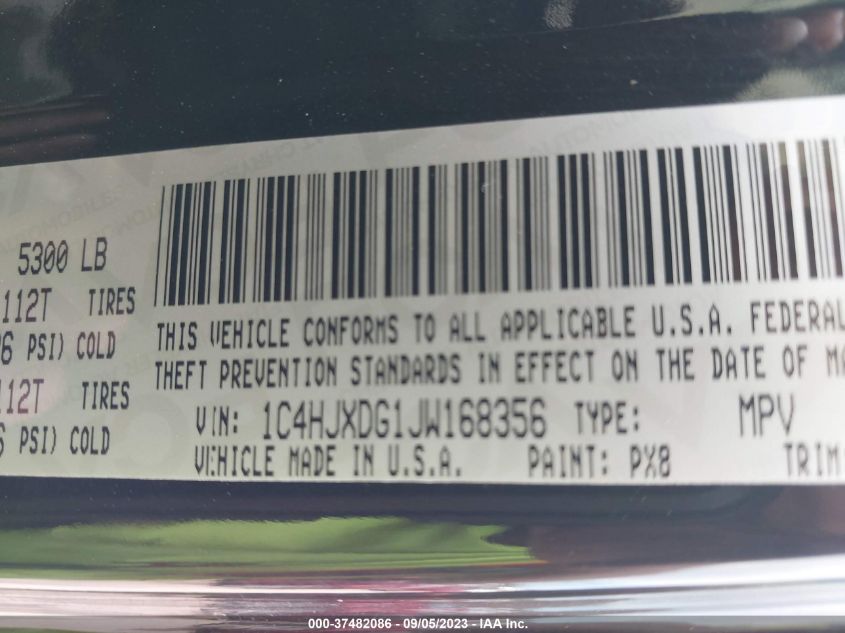 5300 LB
112T TIRES
6 PSI) COLD
112T TIRES
PSI) COLD
THIS VEHICLE CONFORMS TO ALL APPLICABLE U.S.A. FEDERAL
THEFT PREVENTION STANDARDS IN EFFECT ON THE DATE OF
VIN: 1C4HJXDG1JW168356 TYPE: MPV
VEHICLE MADE IN U.S.A. PAINT: PX8 TRIM:
000-37482086 - 09/05/2023 - IAA Inc.